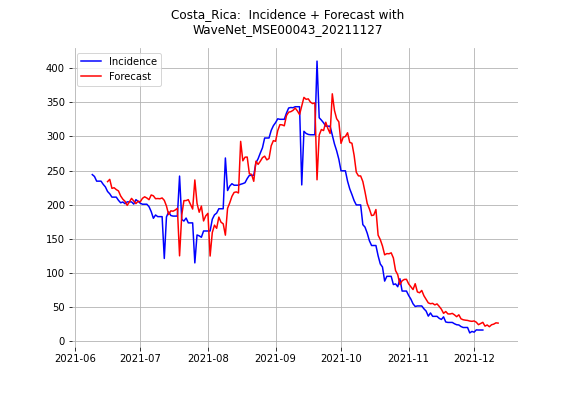 Costa_Rica:  Incidence + Forecast with
WaveNet_MSE00043_20211127
Incidence
Forecast
400
350
300
250
200
150
100
50
0
2021-06 2021-07 2021-08 2021-09 2021-10 2021-11 2021-12